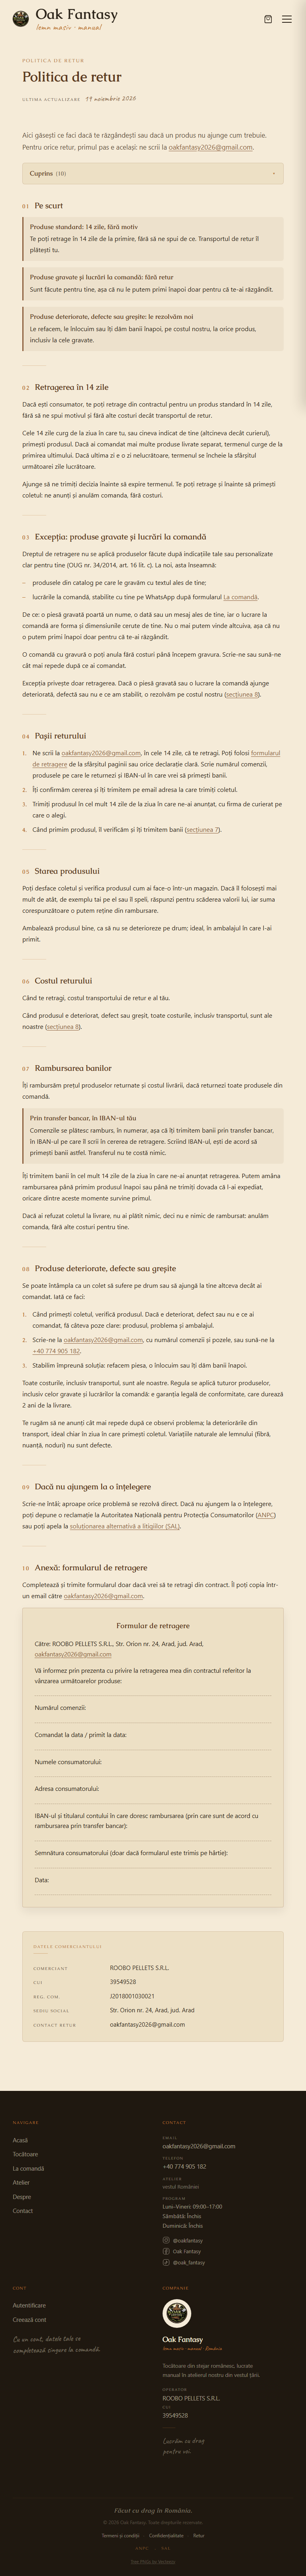 Oak Fantasy
lemn masiv · manual
POLITICA DE RETUR
Politica de retur
ULTIMA ACTUALIZARE 19 noiembrie 2026
Aici găsești ce faci dacă te răzgândești sau dacă un produs nu ajunge cum trebuie.
Pentru orice retur, primul pas e același: ne scrii la oakfantasy2026@gmail.com.
Cuprins (10)
01 Pe scurt
Produse standard: 14 zile, fără motiv
Te poți retrage în 14 zile de la primire, fără să ne spui de ce. Transportul de retur îl
plătești tu.
Produse gravate și lucrări la comandă: fără retur
Sunt făcute pentru tine, așa că nu le putem primi înapoi doar pentru că te-ai răzgândit.
Produse deteriorate, defecte sau greșite: le rezolvăm noi
Le refacem, le înlocuim sau îți dăm banii înapoi, pe costul nostru, la orice produs,
inclusiv la cele gravate.
02 Retragerea în 14 zile
Dacă ești consumator, te poți retrage din contractul pentru un produs standard în 14 zile,
fără să ne spui motivul și fără alte costuri decât transportul de retur.
Cele 14 zile curg de la ziua în care tu, sau cineva indicat de tine (altcineva decât curierul),
primești produsul. Dacă ai comandat mai multe produse livrate separat, termenul curge de la
primirea ultimului. Dacă ultima zi e o zi nelucrătoare, termenul se încheie la sfârșitul
următoarei zile lucrătoare.
Ajunge să ne trimiți decizia înainte să expire termenul. Te poți retrage și înainte să primești
coletul: ne anunți și anulăm comanda, fără costuri.
03 Excepția: produse gravate și lucrări la comandă
Dreptul de retragere nu se aplică produselor făcute după indicațiile tale sau personalizate
clar pentru tine (OUG nr. 34/2014, art. 16 lit. c). La noi, asta înseamnă:
– produsele din catalog pe care le gravăm cu textul ales de tine;
– lucrările la comandă, stabilite cu tine pe WhatsApp după formularul La comandă.
De ce: o piesă gravată poartă un nume, o dată sau un mesaj ales de tine, iar o lucrare la
comandă are forma și dimensiunile cerute de tine. Nu o mai putem vinde altcuiva, așa că nu
o putem primi înapoi doar pentru că te-ai răzgândit.
O comandă cu gravură o poți anula fără costuri până începem gravura. Scrie-ne sau sună-ne
cât mai repede după ce ai comandat.
Excepția privește doar retragerea. Dacă o piesă gravată sau o lucrare la comandă ajunge
deteriorată, defectă sau nu e ce am stabilit, o rezolvăm pe costul nostru (secțiunea 8).
04 Pașii returului
1. Ne scrii la oakfantasy2026@gmail.com, în cele 14 zile, că te retragi. Poți folosi formularul
de retragere de la sfârșitul paginii sau orice declarație clară. Scrie numărul comenzii,
produsele pe care le returnezi și IBAN-ul în care vrei să primești banii.
2. Îți confirmăm cererea și îți trimitem pe email adresa la care trimiți coletul.
3. Trimiți produsul în cel mult 14 zile de la ziua în care ne-ai anunțat, cu firma de curierat pe
care o alegi.
4. Când primim produsul, îl verificăm și îți trimitem banii (secțiunea 7).
05 Starea produsului
Poți desface coletul și verifica produsul cum ai face-o într-un magazin. Dacă îl folosești mai
mult de atât, de exemplu tai pe el sau îl speli, răspunzi pentru scăderea valorii lui, iar suma
corespunzătoare o putem reține din rambursare.
Ambalează produsul bine, ca să nu se deterioreze pe drum; ideal, în ambalajul în care l-ai
primit.
06 Costul returului
Când te retragi, costul transportului de retur e al tău.
Când produsul e deteriorat, defect sau greșit, toate costurile, inclusiv transportul, sunt ale
noastre (secțiunea 8).
07 Rambursarea banilor
Îți rambursăm prețul produselor returnate și costul livrării, dacă returnezi toate produsele din
comandă.
Prin transfer bancar, în IBAN-ul tău
Comenzile se plătesc ramburs, în numerar, așa că îți trimitem banii prin transfer bancar,
în IBAN-ul pe care îl scrii în cererea de retragere. Scriind IBAN-ul, ești de acord să
primești banii astfel. Transferul nu te costă nimic.
Îți trimitem banii în cel mult 14 zile de la ziua în care ne-ai anunțat retragerea. Putem amâna
rambursarea până primim produsul înapoi sau până ne trimiți dovada că l-ai expediat,
oricare dintre aceste momente survine primul.
Dacă ai refuzat coletul la livrare, nu ai plătit nimic, deci nu e nimic de rambursat: anulăm
comanda, fără alte costuri pentru tine.
08 Produse deteriorate, defecte sau greșite
Se poate întâmpla ca un colet să sufere pe drum sau să ajungă la tine altceva decât ai
comandat. Iată ce faci:
1. Când primești coletul, verifică produsul. Dacă e deteriorat, defect sau nu e ce ai
comandat, fă câteva poze clare: produsul, problema și ambalajul.
2. Scrie-ne la oakfantasy2026@gmail.com, cu numărul comenzii și pozele, sau sună-ne la
+40 774 905 182.
3. Stabilim împreună soluția: refacem piesa, o înlocuim sau îți dăm banii înapoi.
Toate costurile, inclusiv transportul, sunt ale noastre. Regula se aplică tuturor produselor,
inclusiv celor gravate și lucrărilor la comandă: e garanția legală de conformitate, care durează
2 ani de la livrare.
Te rugăm să ne anunți cât mai repede după ce observi problema; la deteriorările din
transport, ideal chiar în ziua în care primești coletul. Variațiile naturale ale lemnului (fibră,
nuanță, noduri) nu sunt defecte.
09 Dacă nu ajungem la o înțelegere
Scrie-ne întâi; aproape orice problemă se rezolvă direct. Dacă nu ajungem la o înțelegere,
poți depune o reclamație la Autoritatea Națională pentru Protecția Consumatorilor (ANPC)
sau poți apela la soluționarea alternativă a litigiilor (SAL).
10 Anexă: formularul de retragere
Completează și trimite formularul doar dacă vrei să te retragi din contract. Îl poți copia într-
un email către oakfantasy2026@gmail.com.
Formular de retragere
Către: ROOBO PELLETS S.R.L., Str. Orion nr. 24, Arad, jud. Arad,
oakfantasy2026@gmail.com
Vă informez prin prezenta cu privire la retragerea mea din contractul referitor la
vânzarea următoarelor produse:
Numărul comenzii:
Comandat la data / primit la data:
Numele consumatorului:
Adresa consumatorului:
IBAN-ul și titularul contului în care doresc rambursarea (prin care sunt de acord cu
rambursarea prin transfer bancar):
Semnătura consumatorului (doar dacă formularul este trimis pe hârtie):
Data:
DATELE COMERCIANTULUI
COMERCIANT ROOBO PELLETS S.R.L.
CUI 39549528
REG. COM. J2018001030021
SEDIU SOCIAL Str. Orion nr. 24, Arad, jud. Arad
CONTACT RETUR oakfantasy2026@gmail.com
NAVIGARE
Acasă
Tocătoare
La comandă
Atelier
Despre
Contact
CONTACT
EMAIL
oakfantasy2026@gmail.com
TELEFON
+40 774 905 182
ATELIER
vestul României
PROGRAM
Luni–Vineri: 09:00–17:00
Sâmbătă: Închis
Duminică: Închis
@oakfantasy
Oak Fantasy
@oak_fantasy
CONT
Autentificare
Creează cont
Cu un cont, datele tale se
completează singure la comandă.
COMPANIE
Oak Fantasy
lemn masiv · manual · România
Tocătoare din stejar românesc, lucrate
manual în atelierul nostru din vestul țării.
OPERATOR
ROOBO PELLETS S.R.L.
CUI
39549528
Lucrăm cu drag
pentru voi.
Făcut cu drag în România.
© 2026 Oak Fantasy. Toate drepturile rezervate.
Termeni și condiții Confidențialitate Retur
ANPC SAL